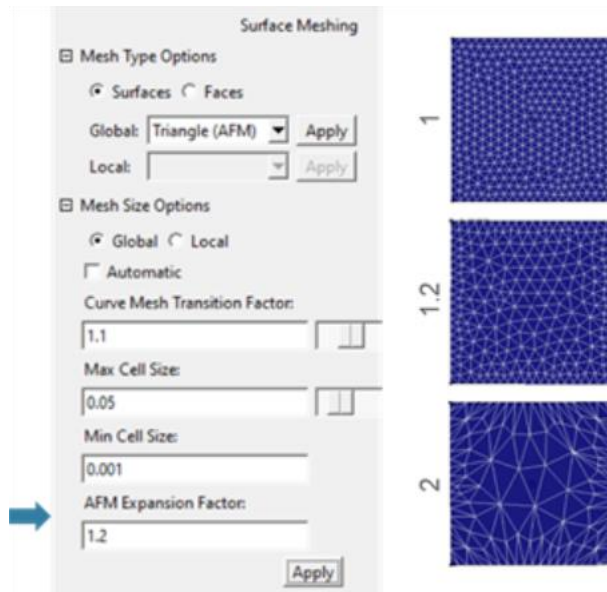 Surface Meshing
Mesh Type Options
Surfaces Faces
Global: Triangle (AFM) Apply
Local: Apply
Mesh Size Options
Global Local
Automatic
Curve Mesh Transition Factor:
1.1
Max Cell Size:
0.05
Min Cell Size:
0.001
AFM Expansion Factor:
1.2
Apply
1
1.2
2